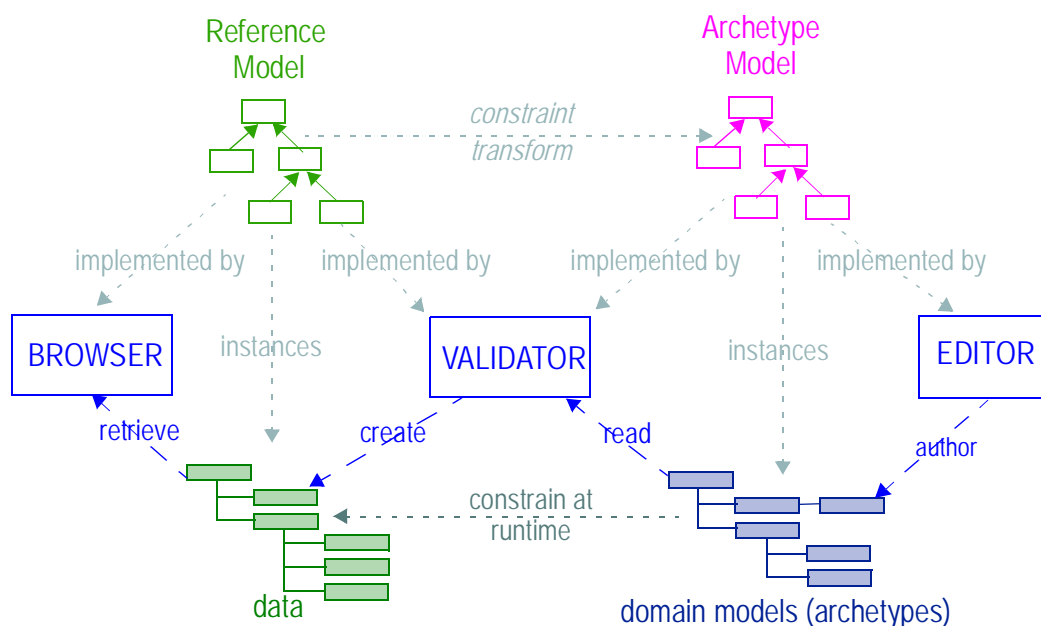 Reference
Model
Archetype
Model
constraint
transform
implemented by
implemented by
implemented by
implemented by
BROWSER
instances
VALIDATOR
instances
EDITOR
retrieve
create
read
author
constrain at
runtime
data
domain models (archetypes)